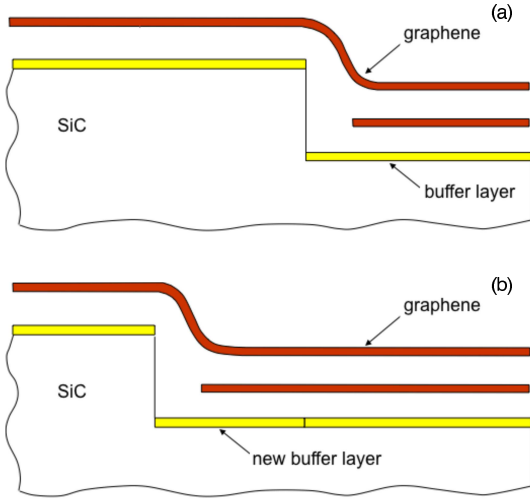 (a)
graphene
SiC
buffer layer
(b)
graphene
SiC
new buffer layer